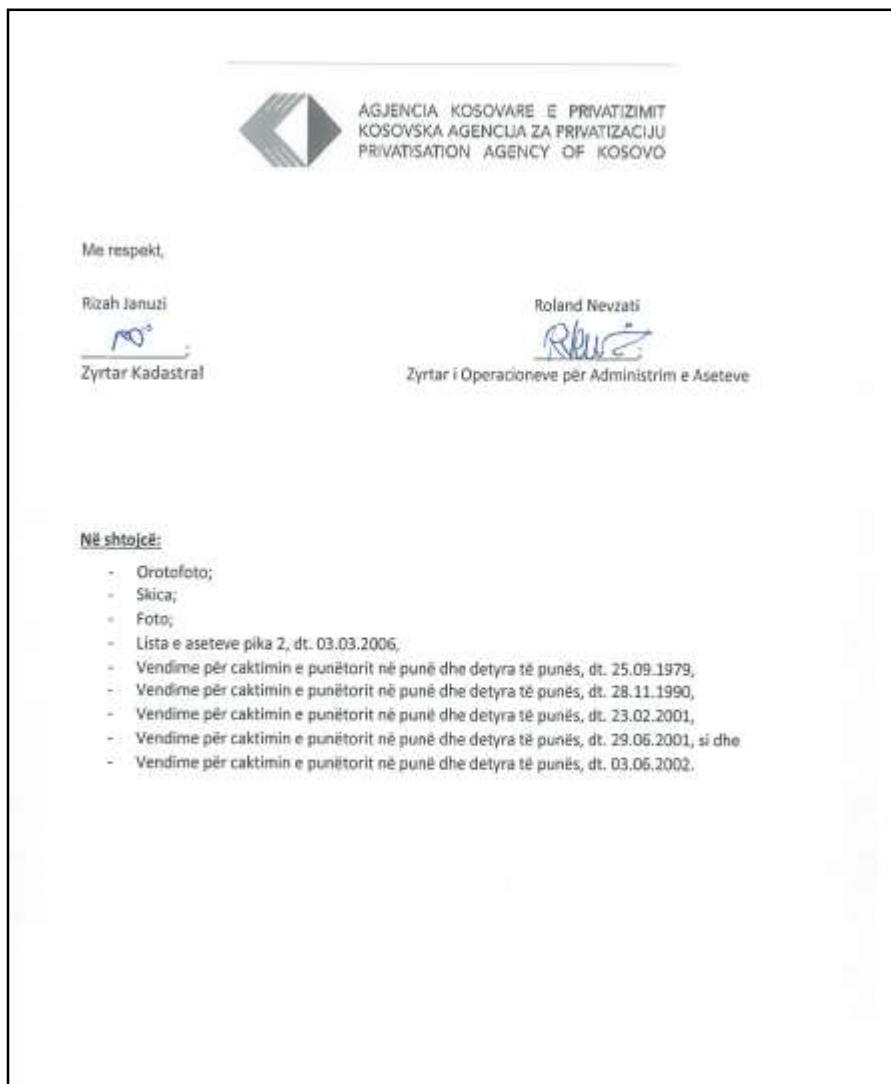 AGJENCIA KOSOVARE E PRIVATIZIMIT
KOSOVSKA AGENCIJA ZA PRIVATIZACIJU
PRIVATISATION AGENCY OF KOSOVO
Me respekt,
Rizah Januzi
Roland Nevzati
Zyrtar Kadastral
Zyrtar i Operacioneve për Administrim e Aseteve
Në shtojcë:
- Orotofoto;
- Skica;
- Foto;
- Lista e aseteve pika 2, dt. 03.03.2006,
- Vendime për caktimin e punëtorit në punë dhe detyra të punës, dt. 25.09.1979,
- Vendime për caktimin e punëtorit në punë dhe detyra të punës, dt. 28.11.1990,
- Vendime për caktimin e punëtorit në punë dhe detyra të punës, dt. 23.02.2001,
- Vendime për caktimin e punëtorit në punë dhe detyra të punës, dt. 29.06.2001, si dhe
- Vendime për caktimin e punëtorit në punë dhe detyra të punës, dt. 03.06.2002.